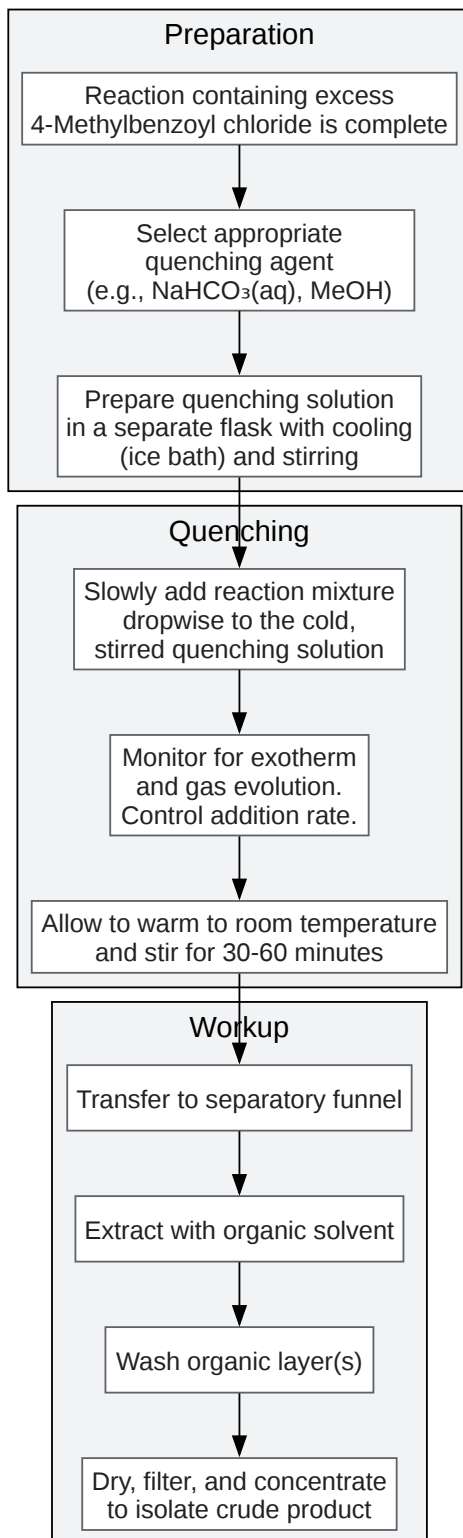 Preparation
Reaction containing excess
4-Methylbenzoyl chloride is complete
Select appropriate
quenching agent
(e.g., NaHCO₃(aq), MeOH)
Prepare quenching solution
in a separate flask with cooling
(ice bath) and stirring
Quenching
Slowly add reaction mixture
dropwise to the cold,
stirred quenching solution
Monitor for exotherm
and gas evolution.
Control addition rate.
Allow to warm to room temperature
and stir for 30-60 minutes
Workup
Transfer to separatory funnel
Extract with organic solvent
Wash organic layer(s)
Dry, filter, and concentrate
to isolate crude product